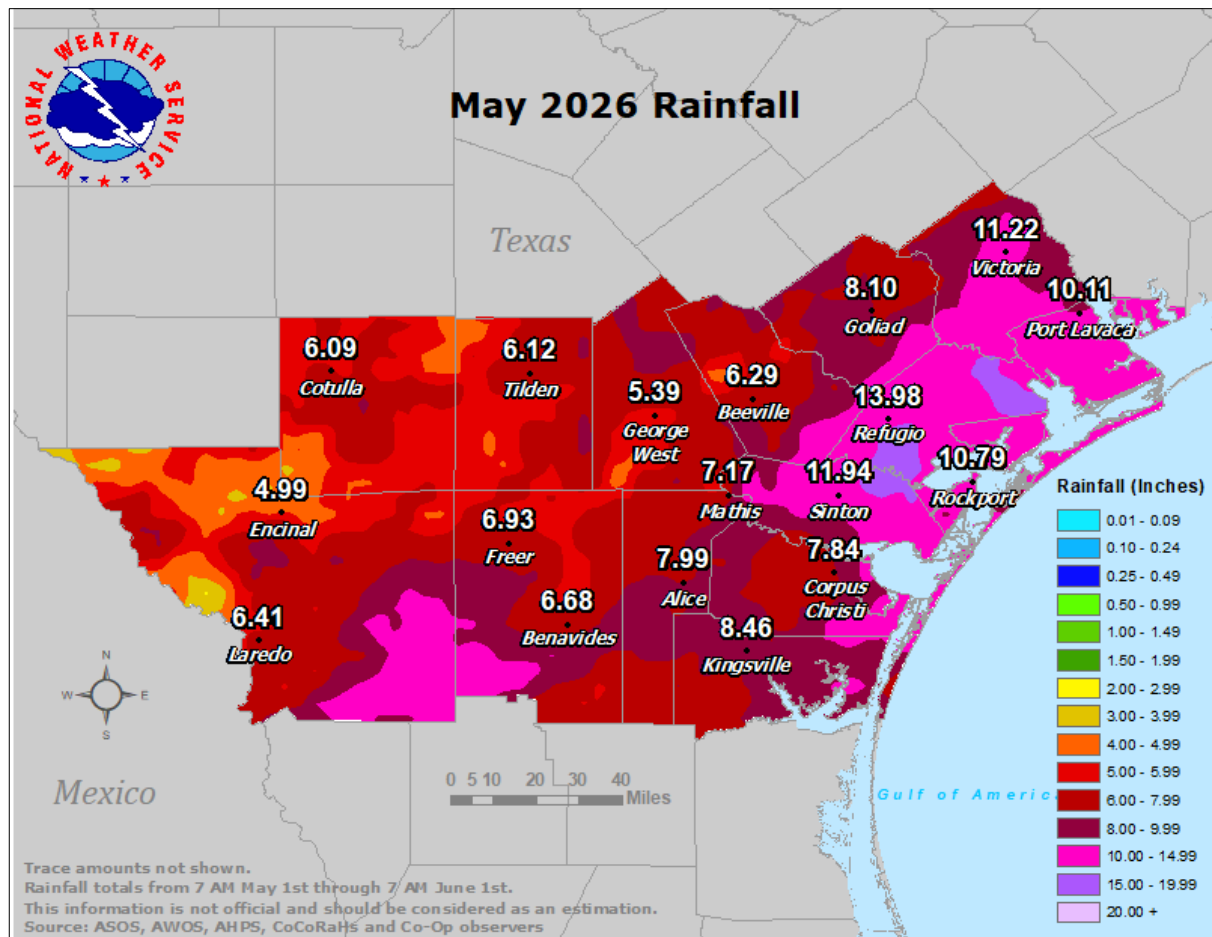 NATIONAL WEATHER SERVICE
May 2026 Rainfall
Texas
11.22
Victoria
8.10
Goliad
10.11
Port Lavaca
6.09
Cotulla
6.12
Tilden
5.39
George
West
6.29
Beeville
13.98
Refugio
4.99
Encinal
7.17
Mathis
11.94
Sinton
10.79
Rockport
6.93
Freer
7.99
Alice
7.84
Corpus
Christi
6.41
Laredo
6.68
Benavides
8.46
Kingsville
N
W E
S
Mexico
0 5 10 20 30 40
Miles
Gulf of America
Rainfall (Inches)
0.01 - 0.09
0.10 - 0.24
0.25 - 0.49
0.50 - 0.99
1.00 - 1.49
1.50 - 1.99
2.00 - 2.99
3.00 - 3.99
4.00 - 4.99
5.00 - 5.99
6.00 - 7.99
8.00 - 9.99
10.00 - 14.99
15.00 - 19.99
20.00 +
Trace amounts not shown.
Rainfall totals from 7 AM May 1st through 7 AM June 1st.
This information is not official and should be considered as an estimation.
Source: ASOS, AWOS, AHPS, CoCoRaHs and Co-Op observers